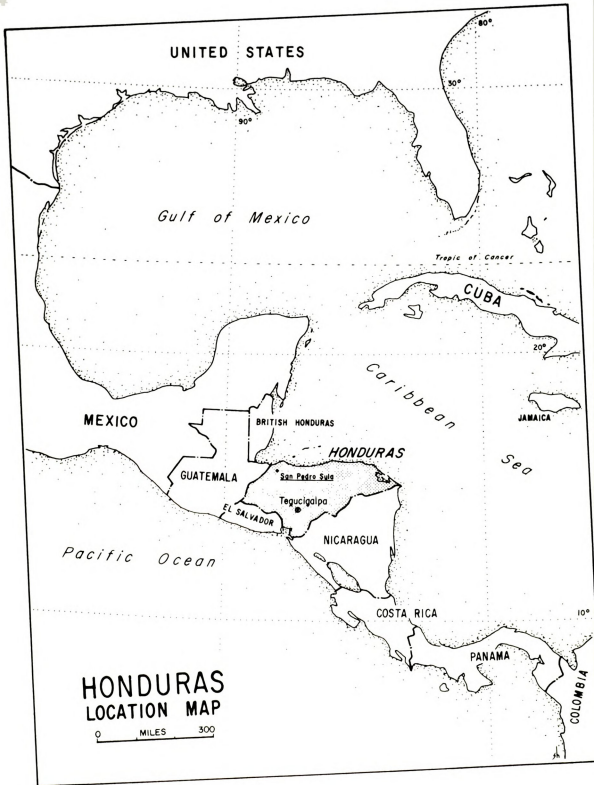 80°
UNITED STATES
30°
90°
Gulf of Mexico
Tropic of Cancer
CUBA
20°
Caribbean
Sea
JAMAICA
MEXICO
BRITISH HONDURAS
HONDURAS
GUATEMALA
San Pedro Sula
Tegucigalpa
EL SALVADOR
NICARAGUA
Pacific Ocean
COSTA RICA
10°
PANAMA
COLOMBIA
HONDURAS
LOCATION MAP
0 MILES 300